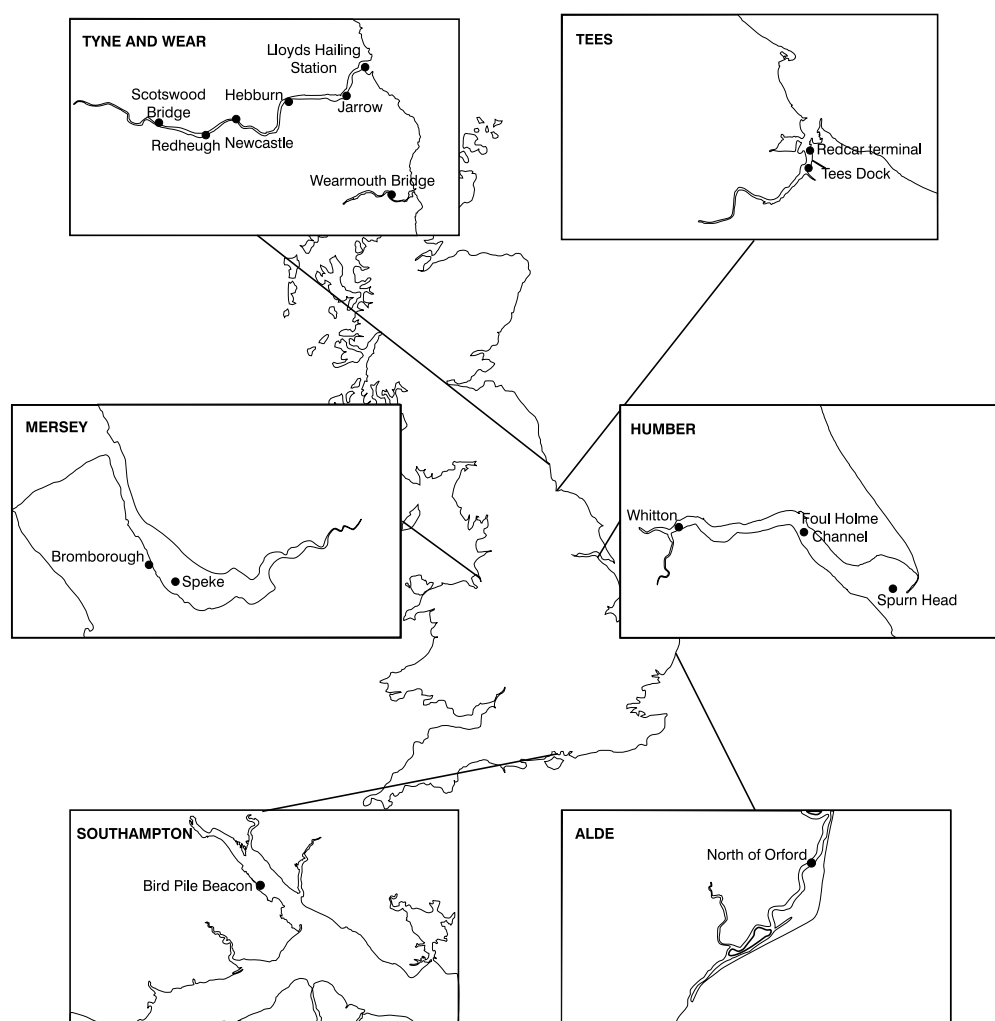 TYNE AND WEAR
Lloyds Hailing
Station
Scotswood
Bridge
Hebburn
Jarrow
Redheugh
Newcastle
Wearmouth Bridge
TEES
Redcar terminal
Tees Dock
MERSEY
Bromborough
Speke
HUMBER
Whitton
Foul Holme
Channel
Spurn Head
SOUTHAMPTON
Bird Pile Beacon
ALDE
North of Orford